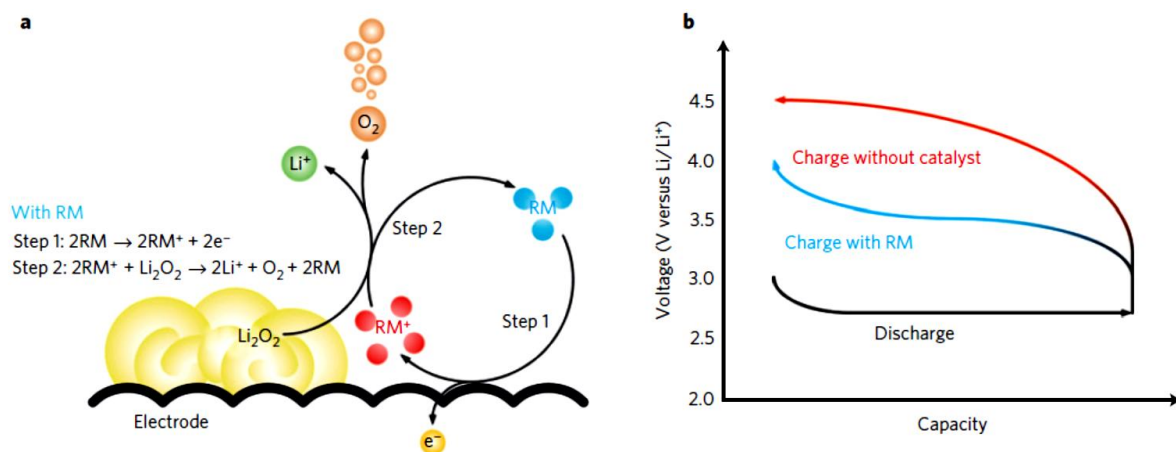 a
O₂
Li⁺
With RM
Step 1: 2RM → 2RM⁺ + 2e⁻
Step 2: 2RM⁺ + Li₂O₂ → 2Li⁺ + O₂ + 2RM
RM
Step 2
Li₂O₂
RM⁺
Step 1
Electrode
e⁻
b
Voltage (V versus Li/Li⁺)
4.5
4.0
3.5
3.0
2.5
2.0
Charge without catalyst
Charge with RM
Discharge
Capacity